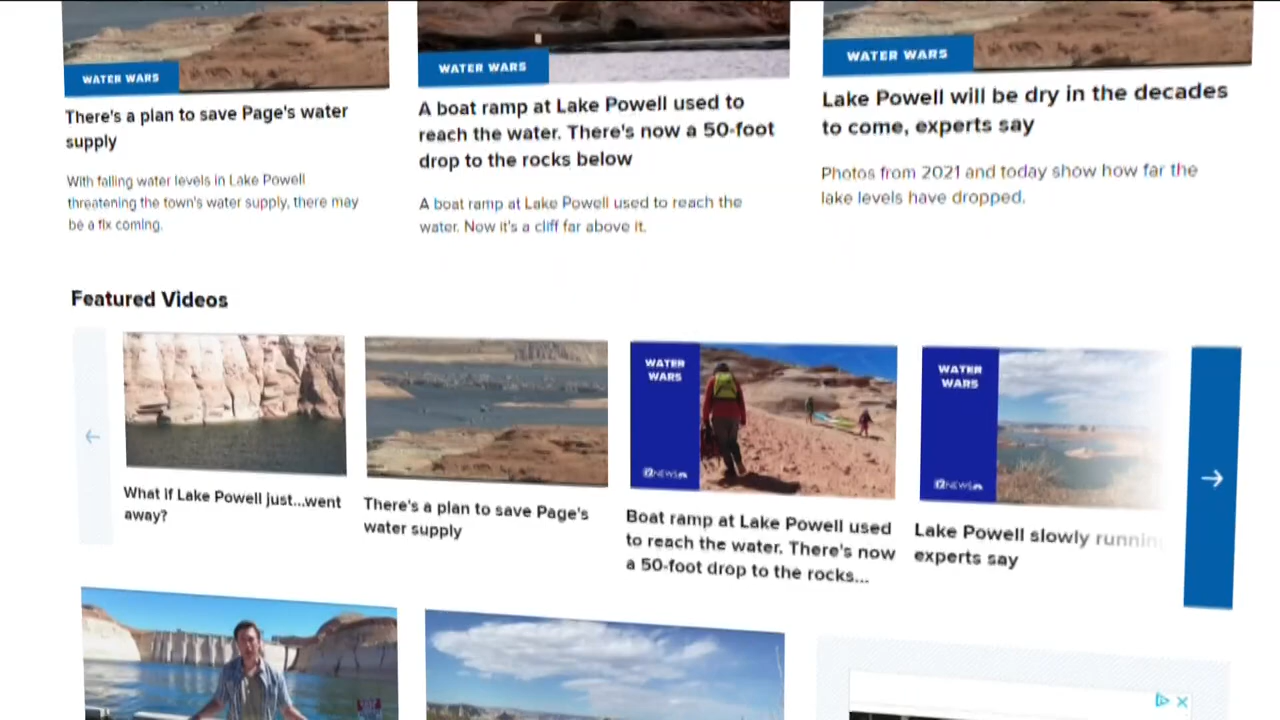 WATER WARS
There's a plan to save Page's water
supply
With falling water levels in Lake Powell
threatening the town's water supply, there may
be a fix coming.
WATER WARS
A boat ramp at Lake Powell used to
reach the water. There's now a 50-foot
drop to the rocks below
A boat ramp at Lake Powell used to reach the
water. Now it's a cliff far above it.
WATER WARS
Lake Powell will be dry in the decades
to come, experts say
Photos from 2021 and today show how far the
lake levels have dropped.
Featured Videos
What if Lake Powell just...went
away?
There's a plan to save Page's
water supply
WATER
WARS
12NEWS
Boat ramp at Lake Powell used
to reach the water. There's now
a 50-foot drop to the rocks...
WATER
WARS
12NEWS
Lake Powell slowly runnin
experts say